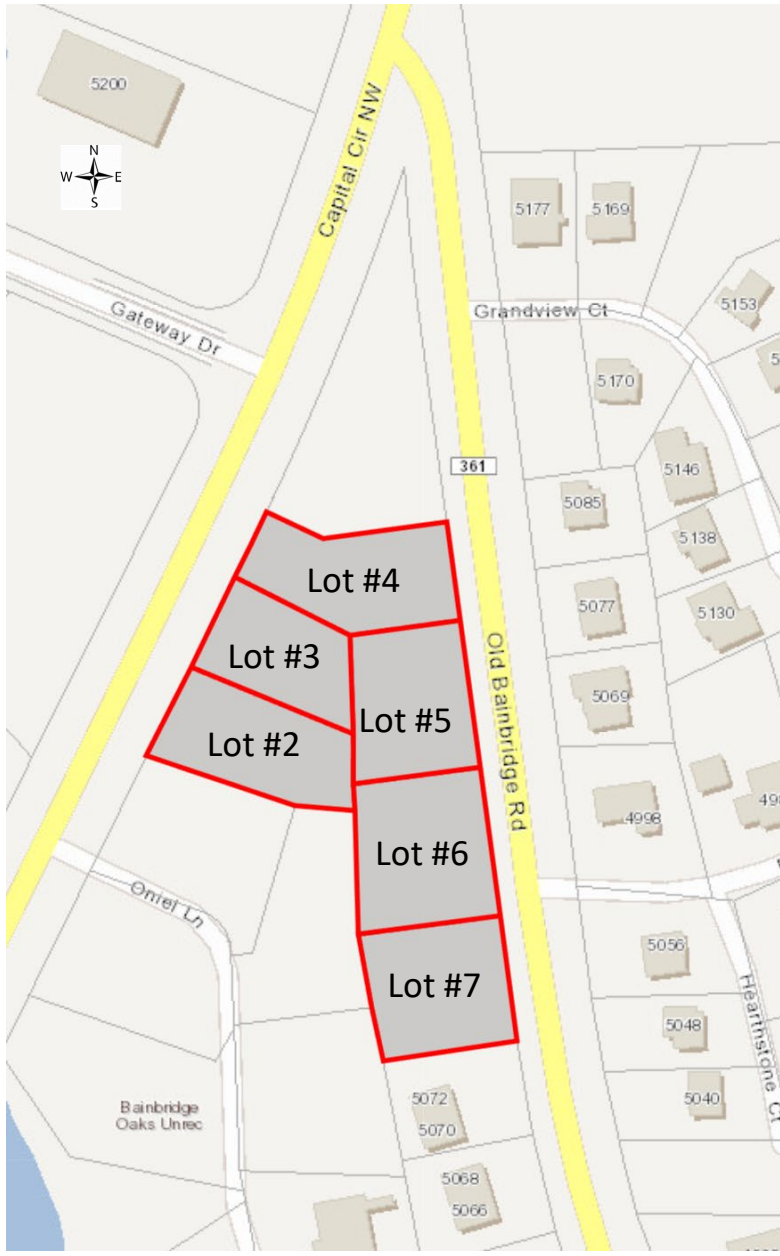 5200
N
W E
S
Capital Cir NW
5177
5169
Gateway Dr
Grandview Ct
5153
5170
361
5146
5085
5138
Lot #4
5077
5130
Lot #3
Old Bainbridge Rd
5069
Lot #5
Lot #2
4998
Lot #6
Oniel Ln
5056
Lot #7
Hearthstone Ct
5048
5072
5040
Bainbridge
Oaks Unrec
5070
5068
5066